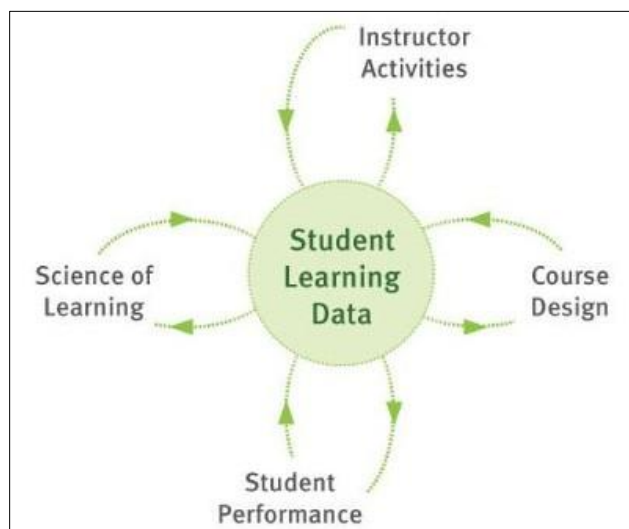 Instructor
Activities
Student
Learning
Data
Science of
Learning
Course
Design
Student
Performance